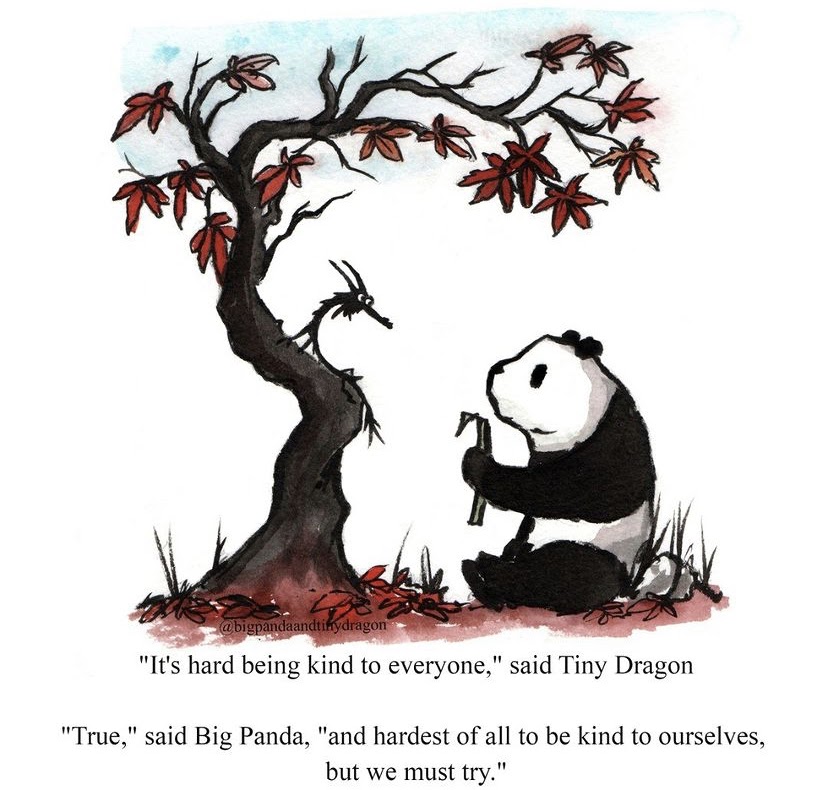 @bigpandaandtinydragon
"It's hard being kind to everyone," said Tiny Dragon
"True," said Big Panda, "and hardest of all to be kind to ourselves,
but we must try."